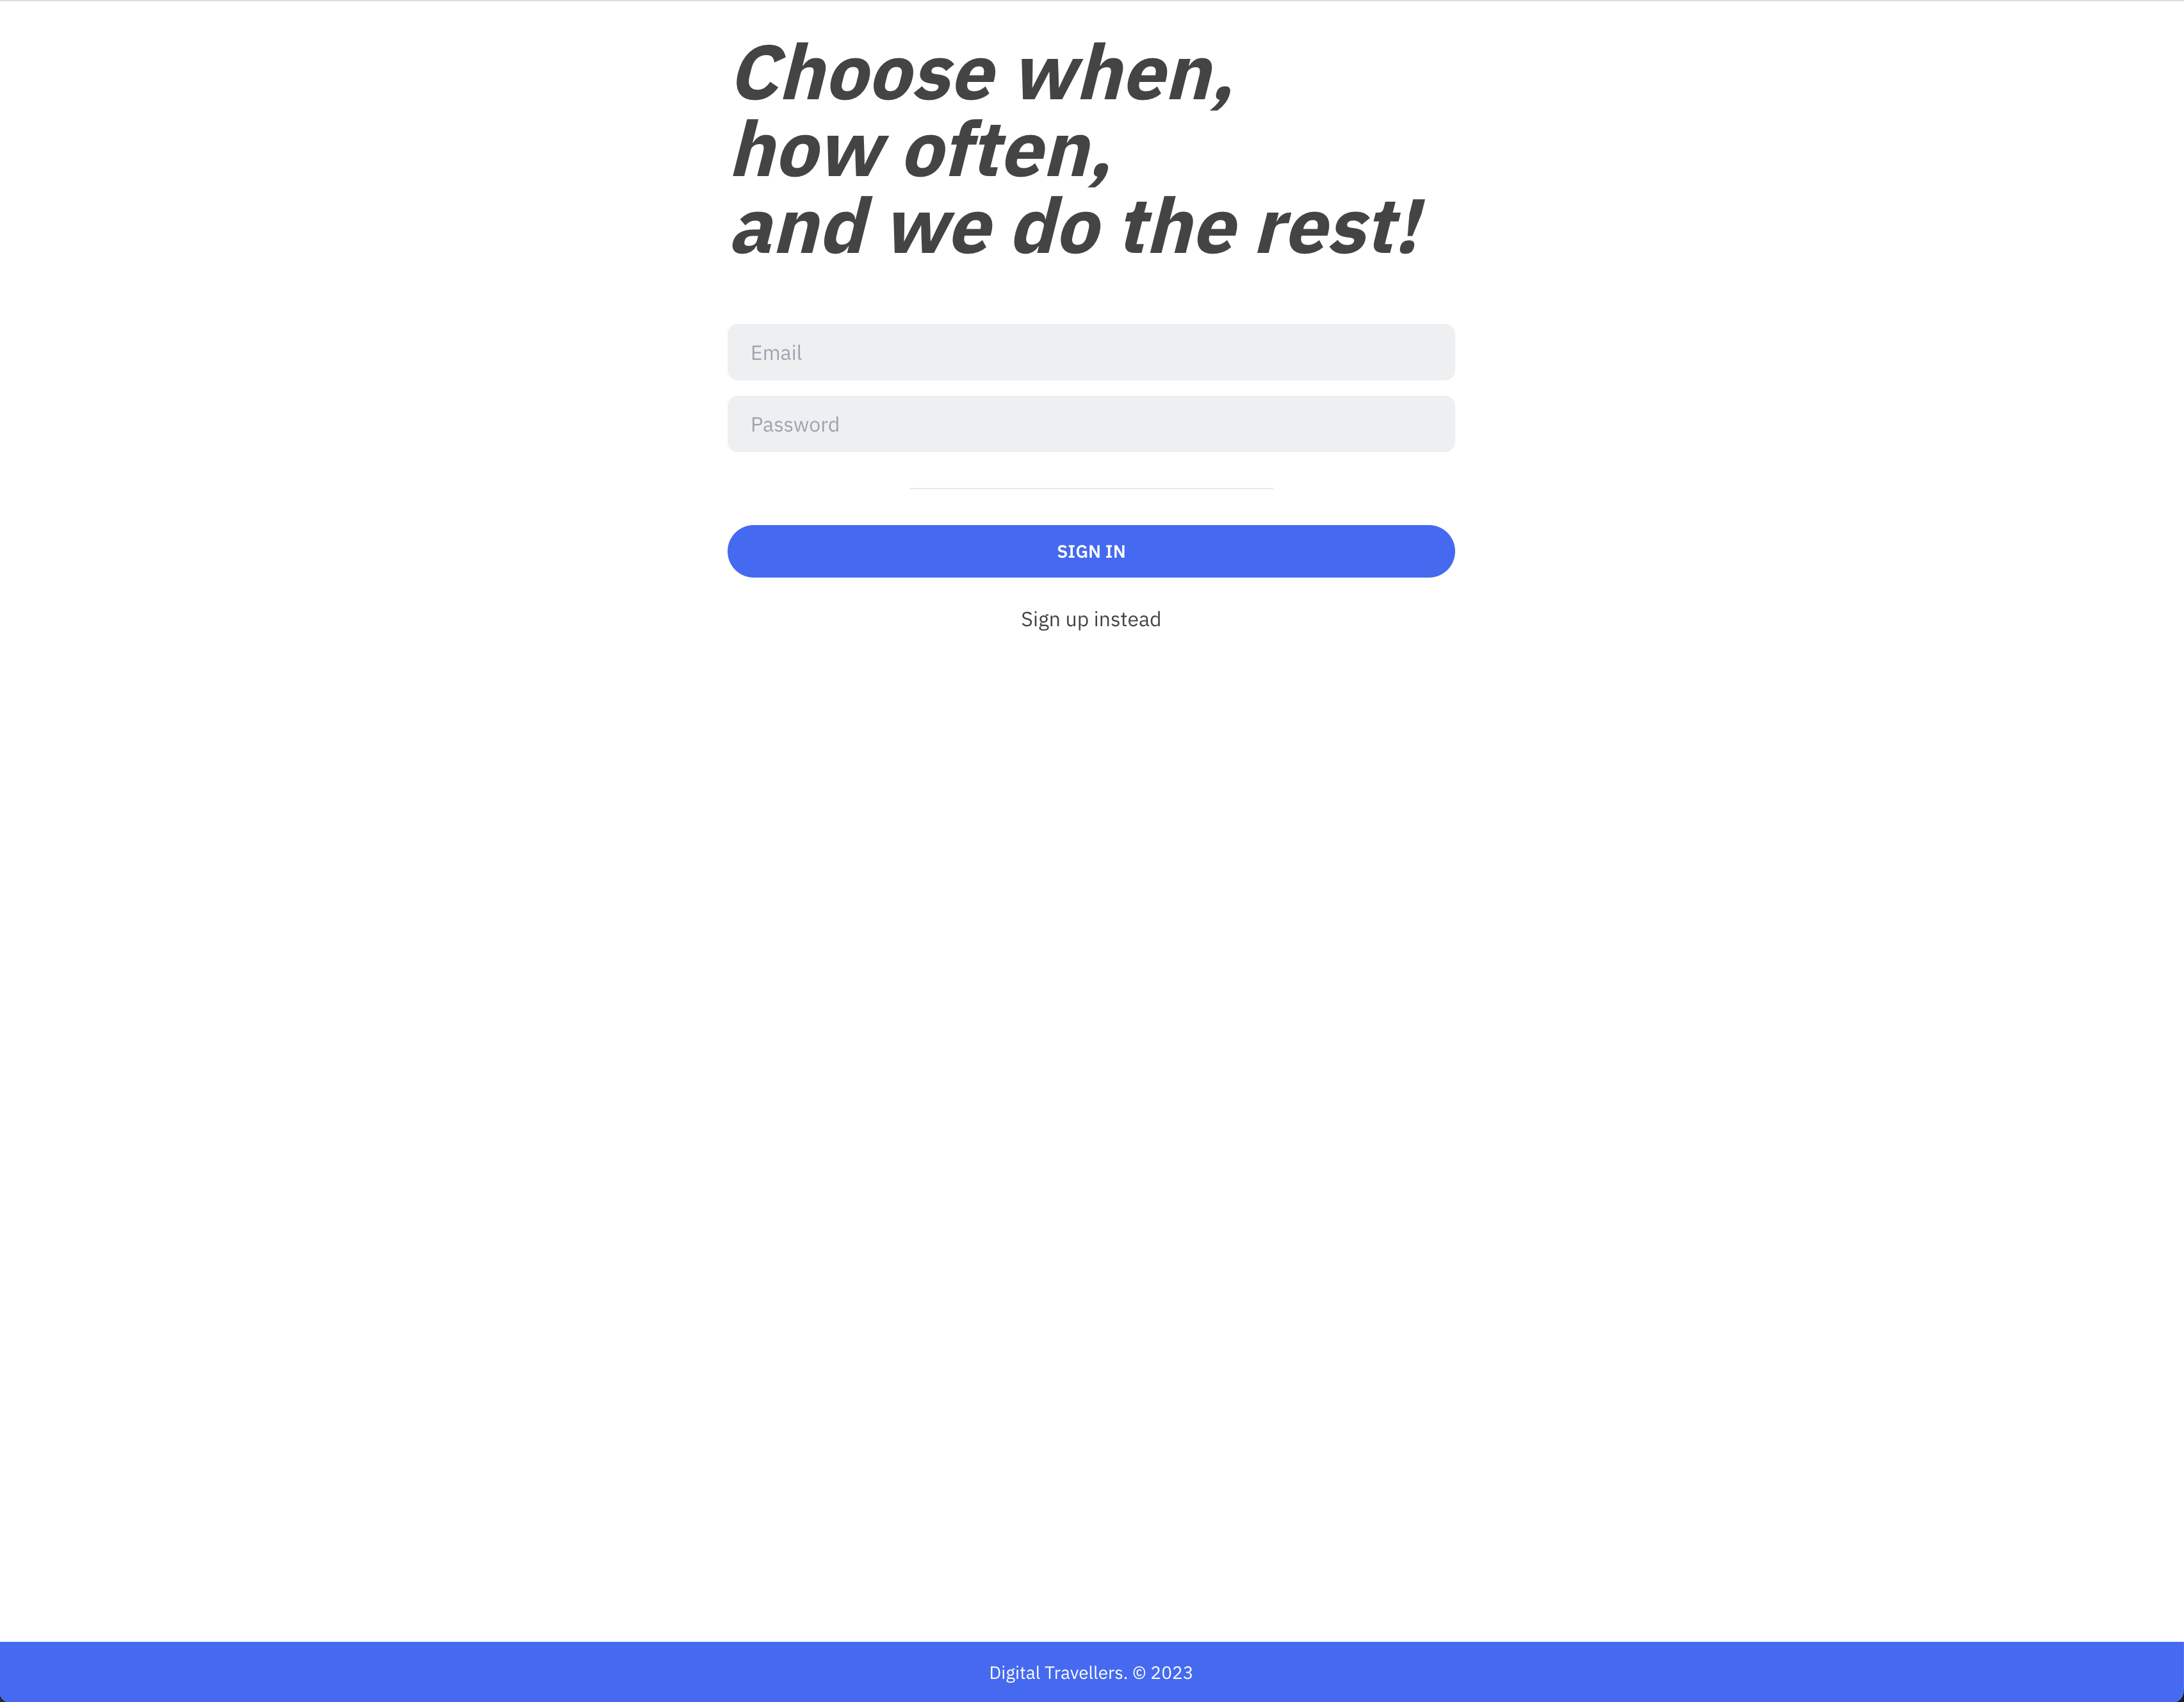 Choose when,
how often,
and we do the rest!
Email
Password
SIGN IN
Sign up instead
Digital Travellers. © 2023